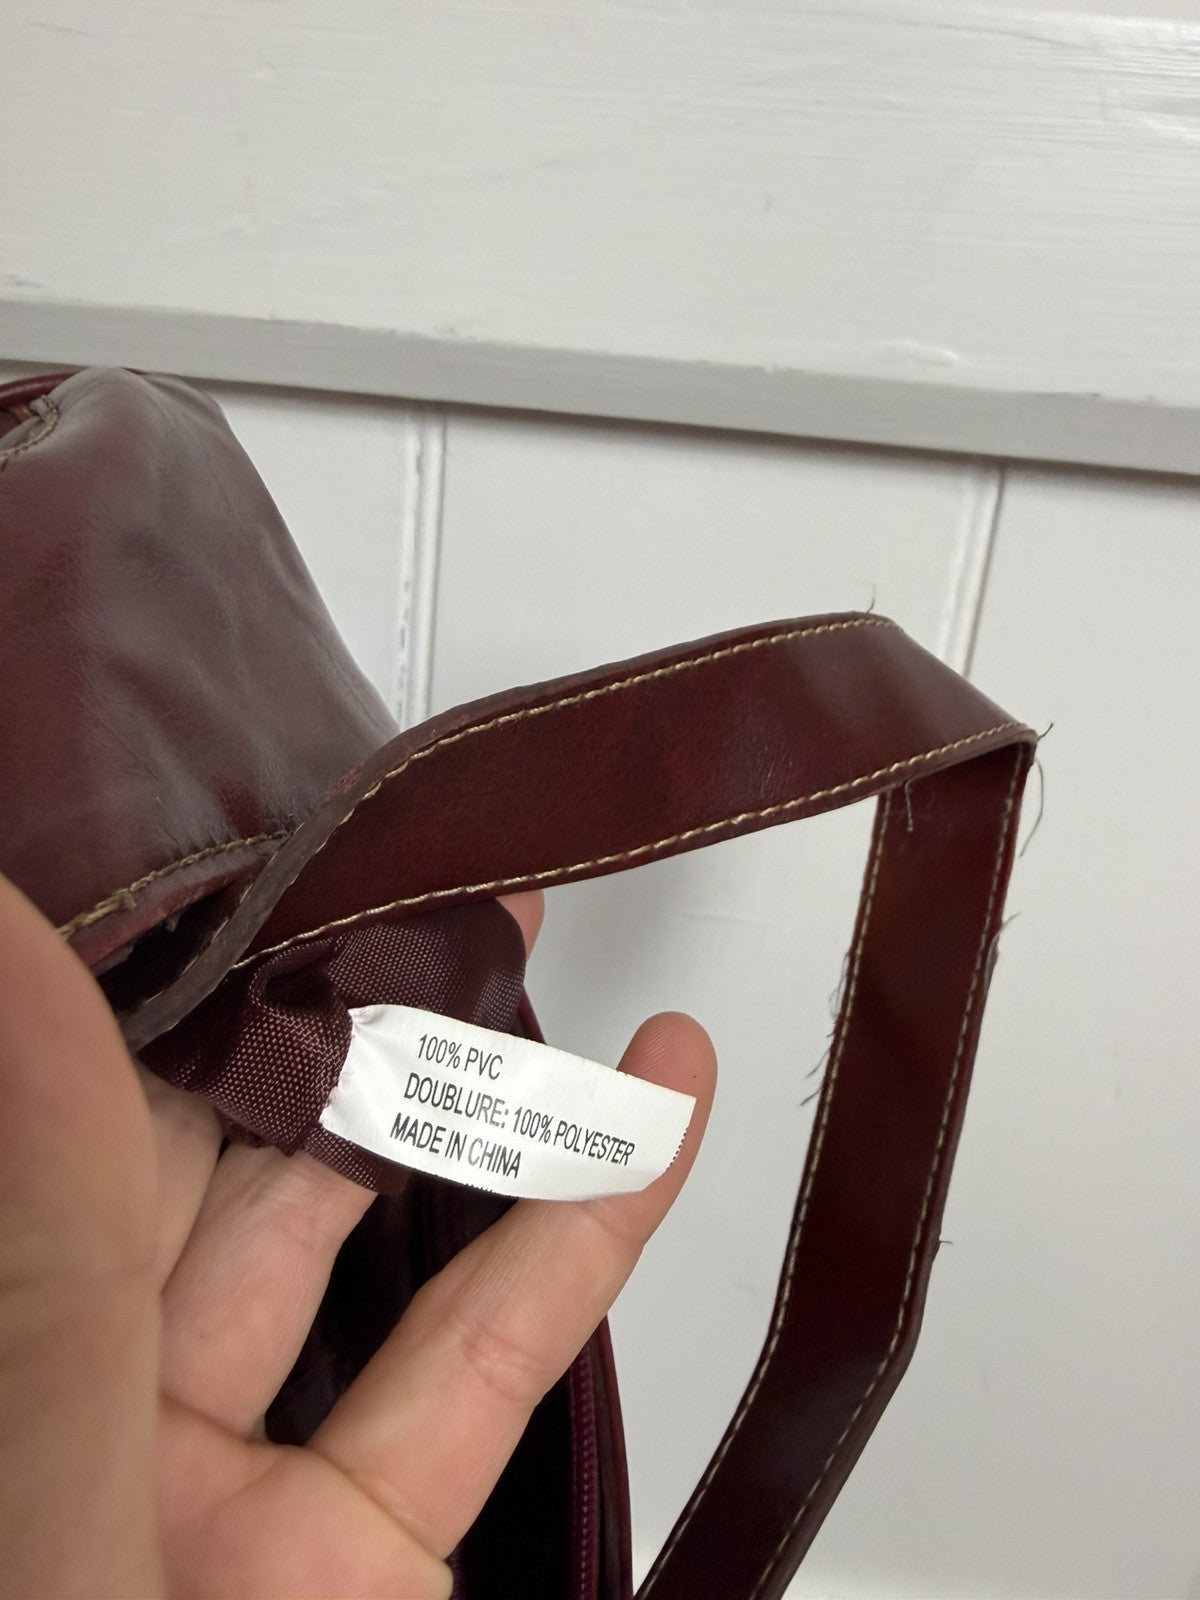 100% PVC
DOUBLURE: 100% POLYESTER
MADE IN CHINA